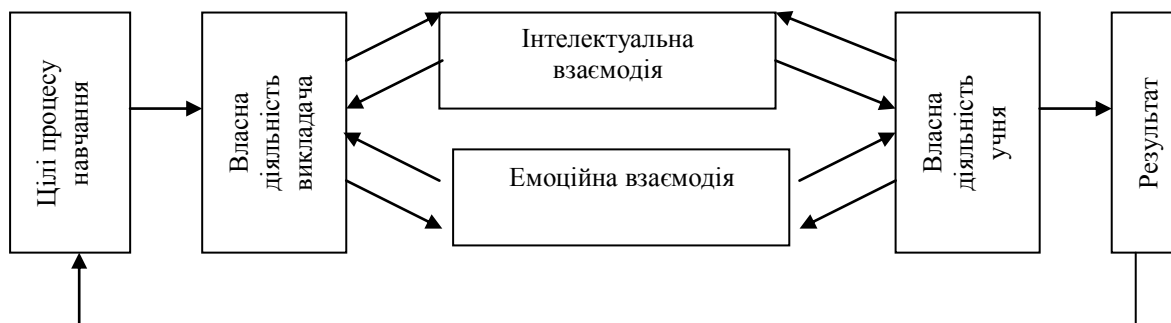 Цілі процесу
навчання
Власна
діяльність
викладача
Інтелектуальна
взаємодія
Емоційна взаємодія
Власна
діяльність
учня
Результат